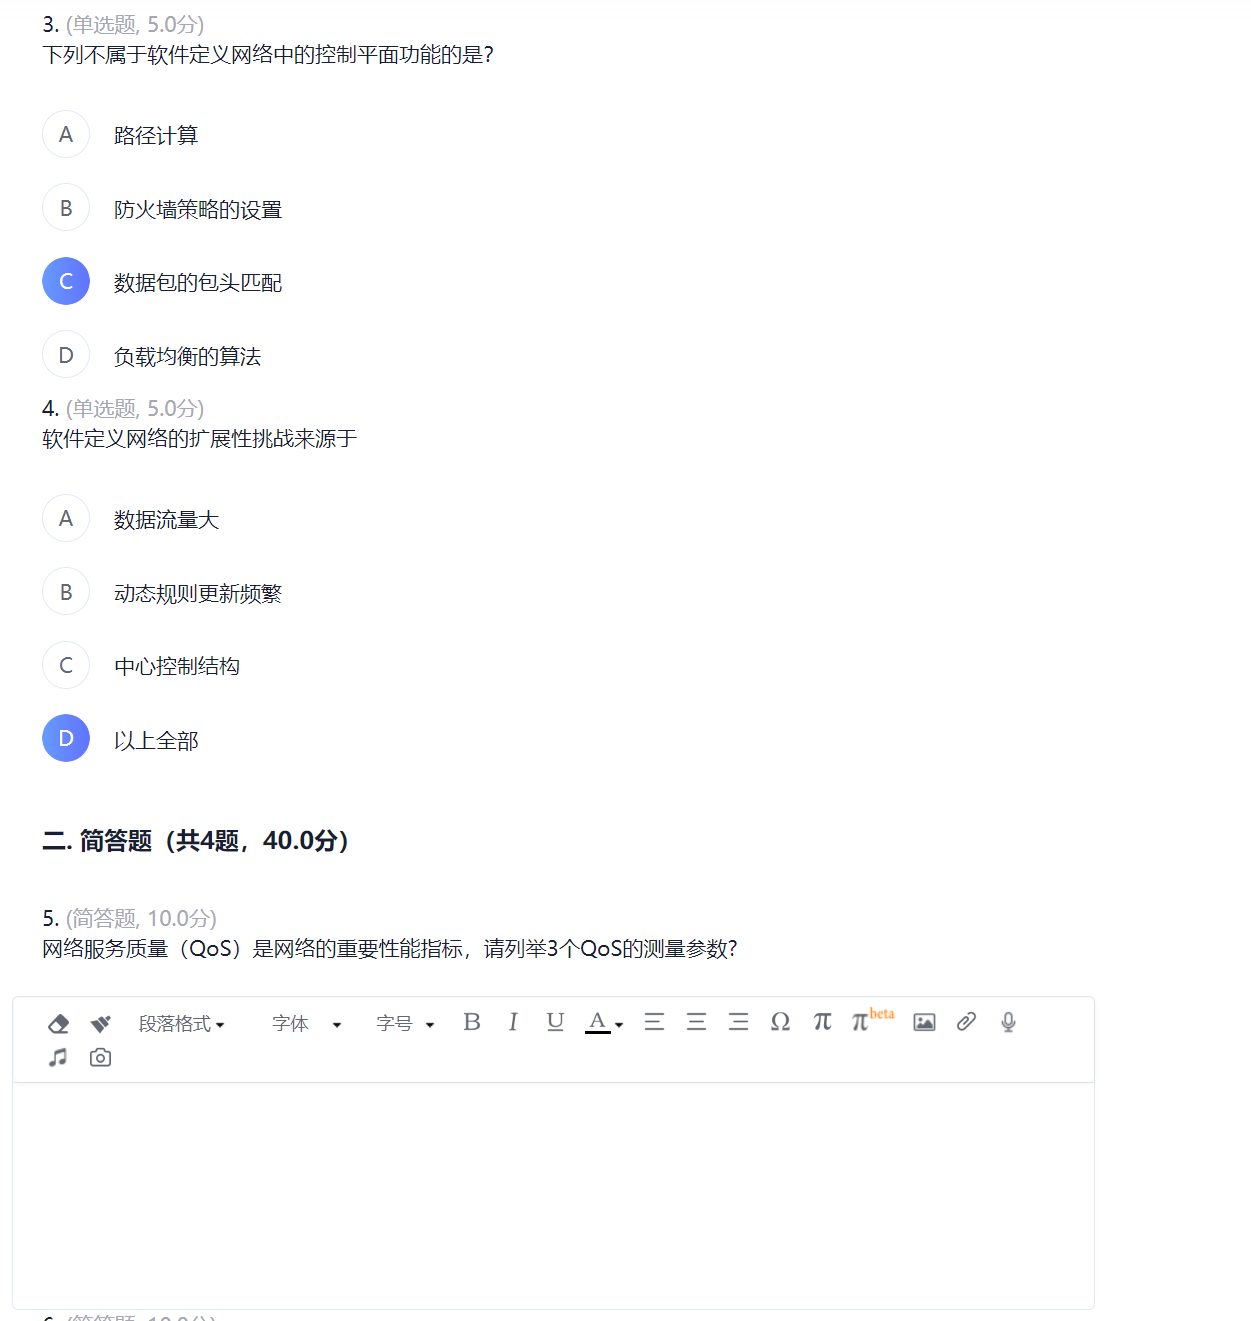 3. (单选题, 5.0分)
下列不属于软件定义网络中的控制平面功能的是?
A 路径计算
B 防火墙策略的设置
C 数据包的包头匹配
D 负载均衡的算法
4. (单选题, 5.0分)
软件定义网络的扩展性挑战来源于
A 数据流量大
B 动态规则更新频繁
C 中心控制结构
D 以上全部
二. 简答题（共4题，40.0分）
5. (简答题, 10.0分)
网络服务质量（QoS）是网络的重要性能指标，请列举3个QoS的测量参数?
段落格式 字体 字号 B I U A Ω π π beta